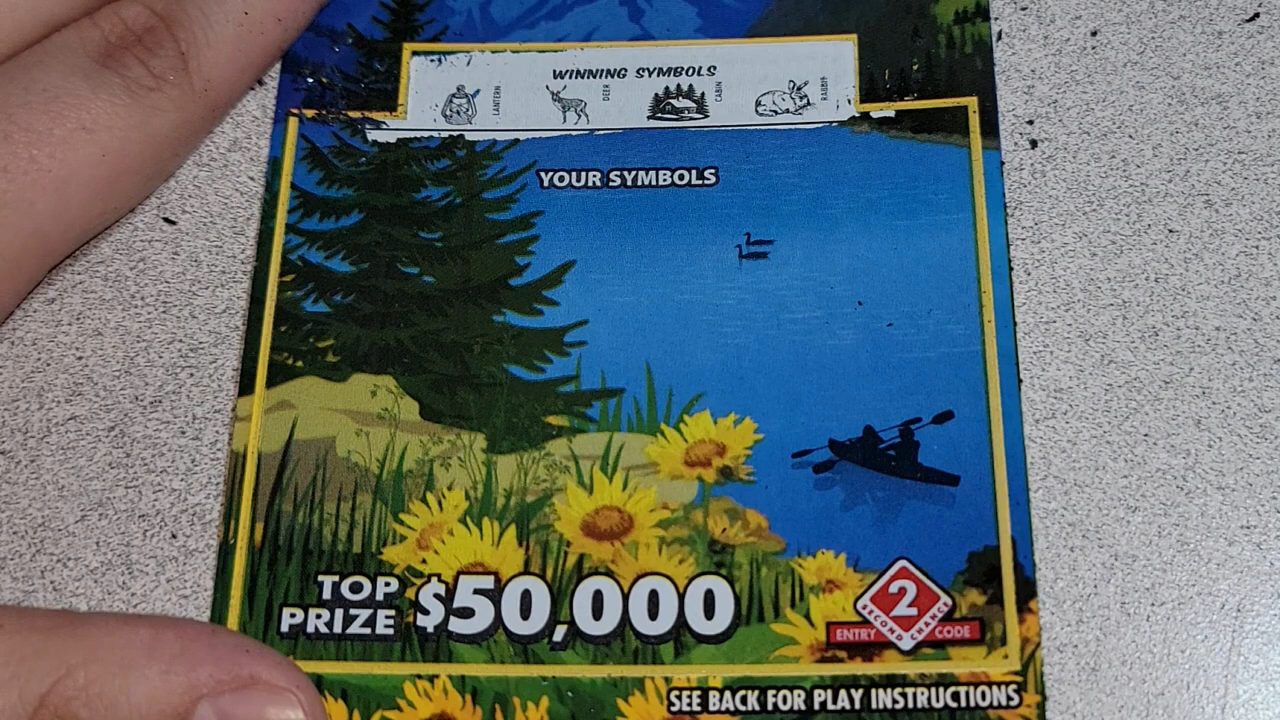 WINNING SYMBOLS
LANTERN
DEER
CABIN
RABBIT
YOUR SYMBOLS
TOP PRIZE $50,000
2
SECOND CHANCE
ENTRY CODE
SEE BACK FOR PLAY INSTRUCTIONS